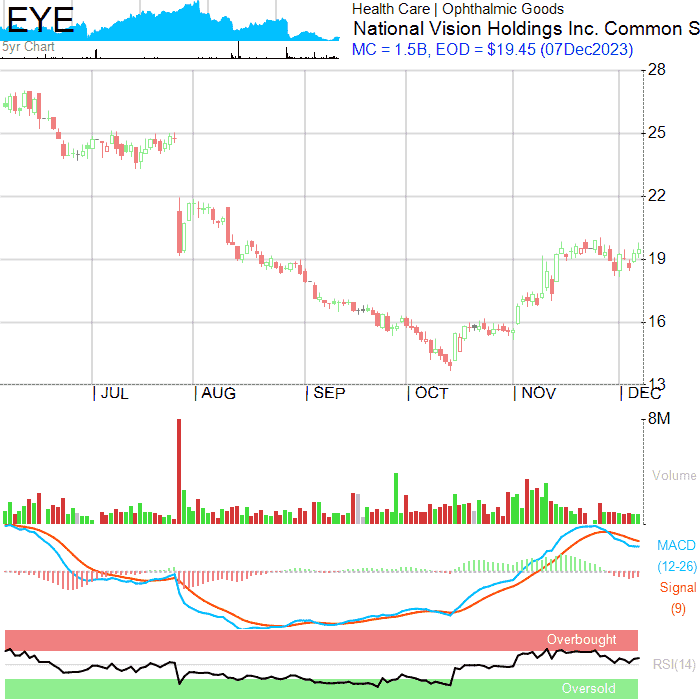 EYE
5yr Chart
Health Care | Ophthalmic Goods
National Vision Holdings Inc. Common S
MC = 1.5B, EOD = $19.45 (07Dec2023)
28
25
22
19
16
13
JUL AUG SEP OCT NOV DEC
8M
Volume
MACD
(12-26)
Signal
(9)
Overbought
RSI(14)
Oversold